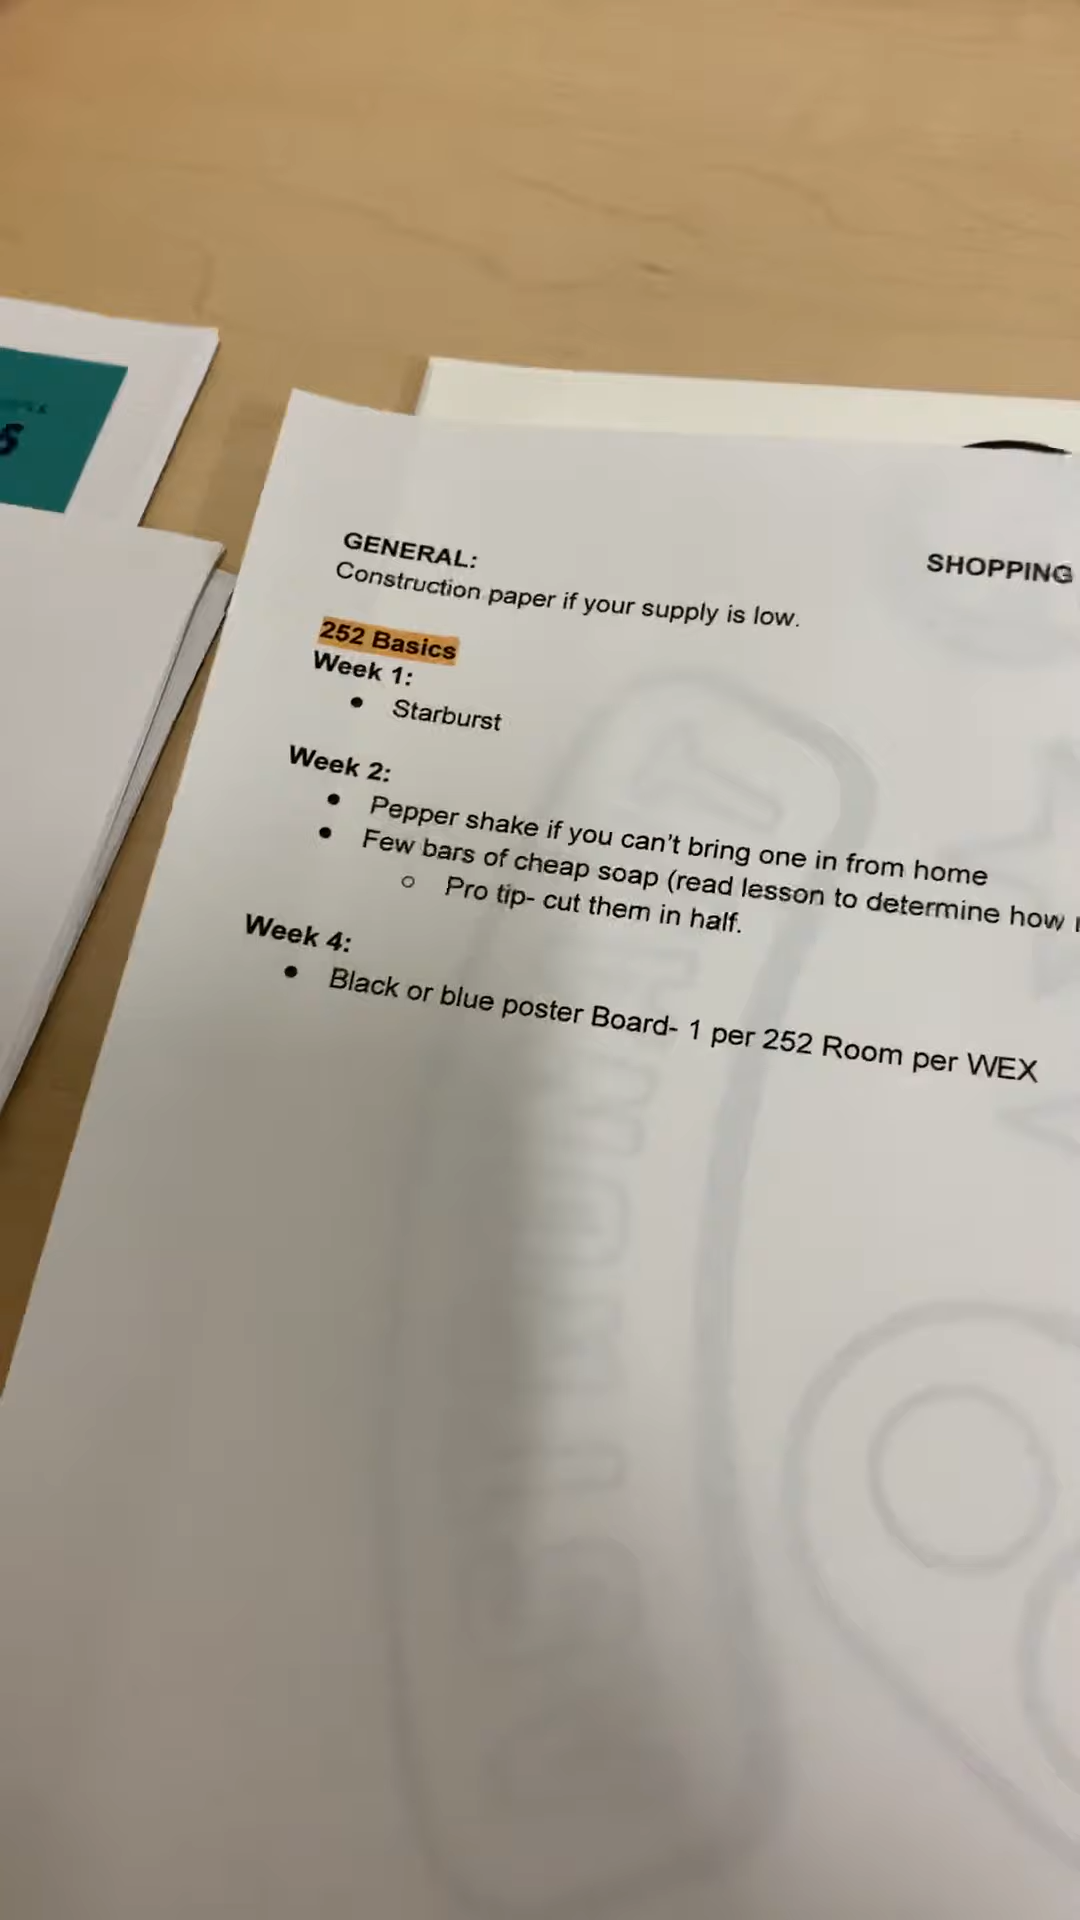 SHOPPING
GENERAL:
Construction paper if your supply is low.
252 Basics
Week 1:
● Starburst
Week 2:
● Pepper shake if you can't bring one in from home
● Few bars of cheap soap (read lesson to determine how
○ Pro tip- cut them in half.
Week 4:
● Black or blue poster Board- 1 per 252 Room per WEX